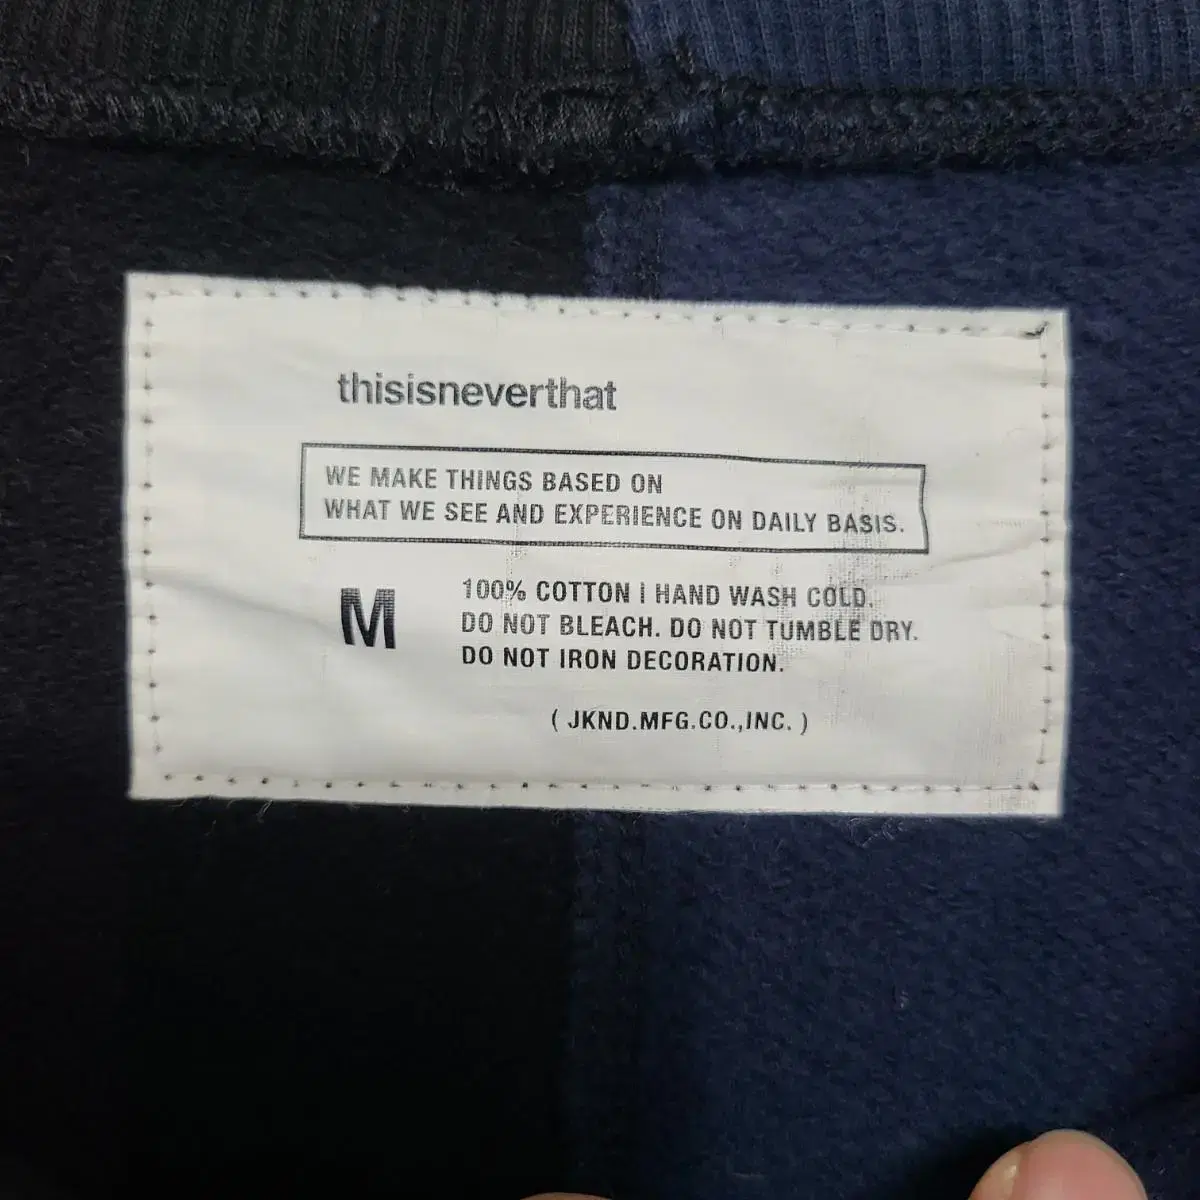 thisisneverthat
WE MAKE THINGS BASED ON
WHAT WE SEE AND EXPERIENCE ON DAILY BASIS.
M
100% COTTON I HAND WASH COLD.
DO NOT BLEACH. DO NOT TUMBLE DRY.
DO NOT IRON DECORATION.
( JKND.MFG.CO.,INC. )